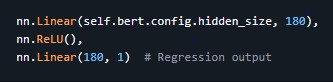 nn.Linear(self.bert.config.hidden_size, 180),
nn.ReLU(),
nn.Linear(180, 1)  # Regression output